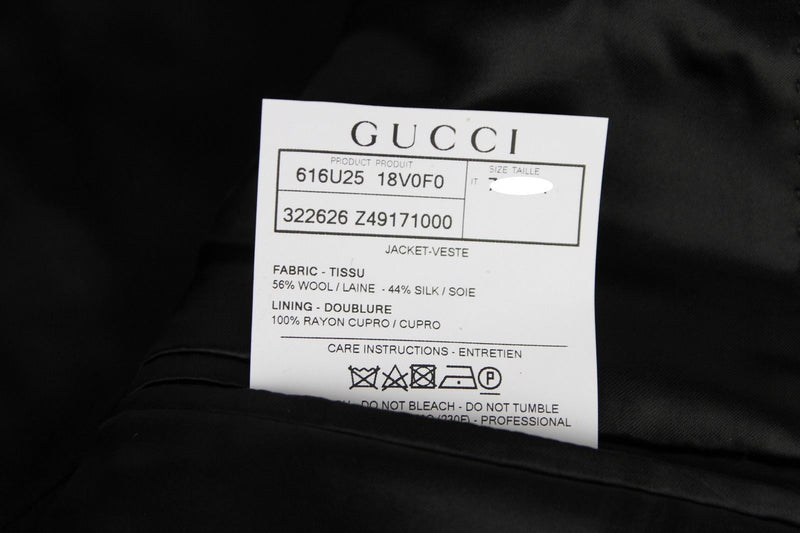 GUCCI
PRODUCT PRODUIT
616U25 18V0F0
SIZE TAILLE
IT
322626 Z49171000
JACKET-VESTE
FABRIC - TISSU
56% WOOL / LAINE - 44% SILK / SOIE
LINING - DOUBLURE
100% RAYON CUPRO / CUPRO
CARE INSTRUCTIONS - ENTRETIEN
P
- DO NOT BLEACH - DO NOT TUMBLE
(230F) - PROFESSIONAL